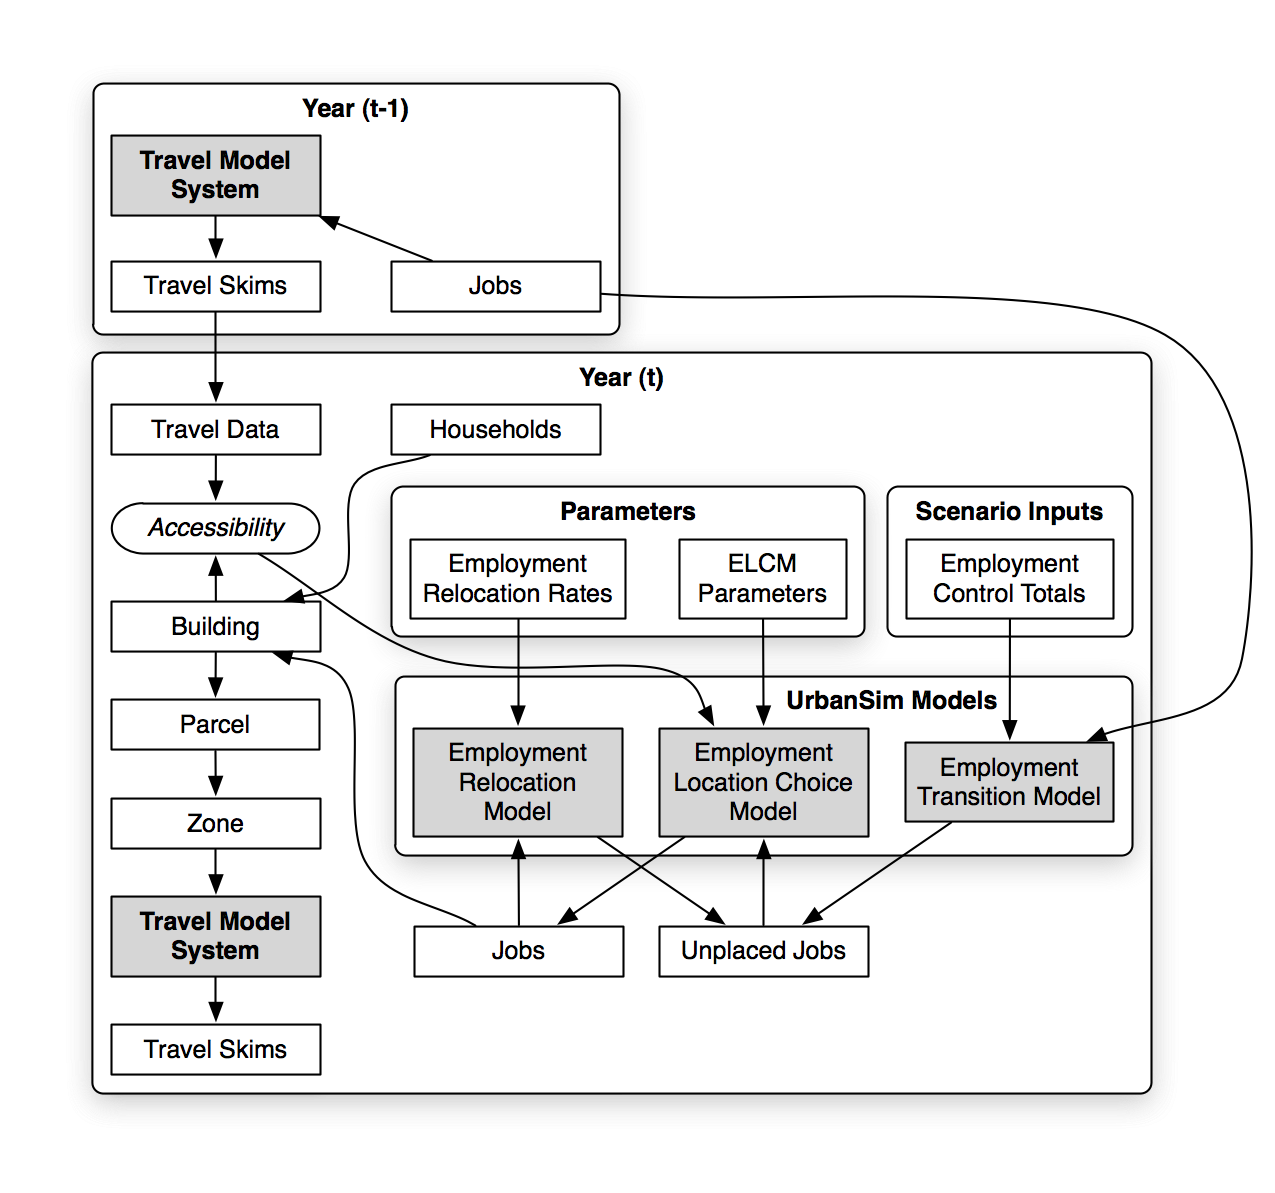 Year (t-1)
Travel Model
System
Travel Skims
Jobs
Year (t)
Travel Data
Households
Accessibility
Building
Parcel
Zone
Travel Model
System
Travel Skims
Parameters
Employment
Relocation Rates
ELCM
Parameters
Scenario Inputs
Employment
Control Totals
UrbanSim Models
Employment
Relocation
Model
Employment
Location Choice
Model
Employment
Transition Model
Jobs
Unplaced Jobs